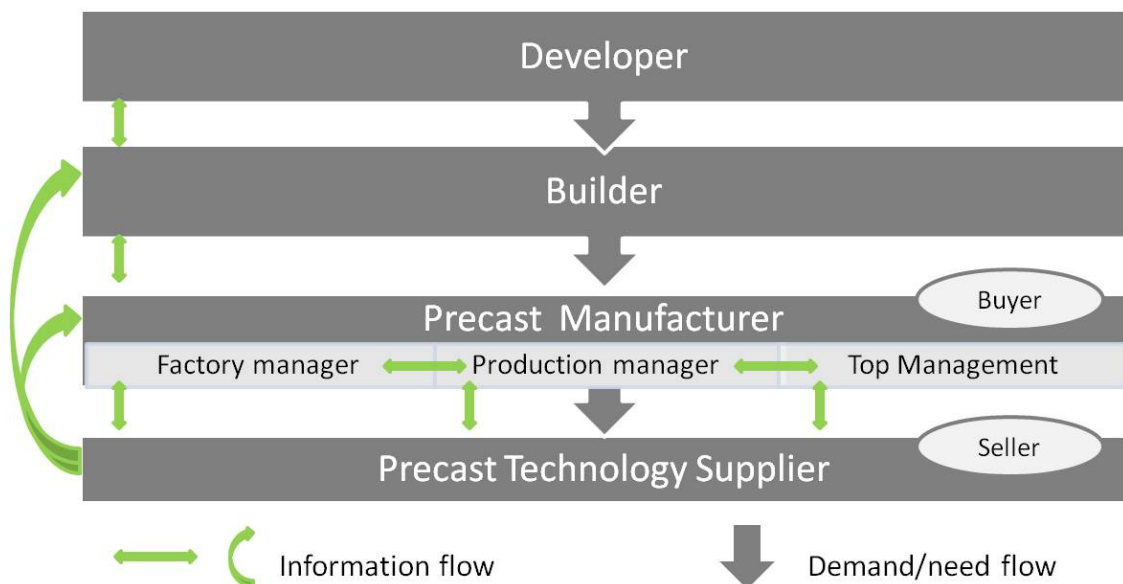 Developer
Builder
Buyer
Precast Manufacturer
Factory manager
Production manager
Top Management
Seller
Precast Technology Supplier
Information flow
Demand/need flow